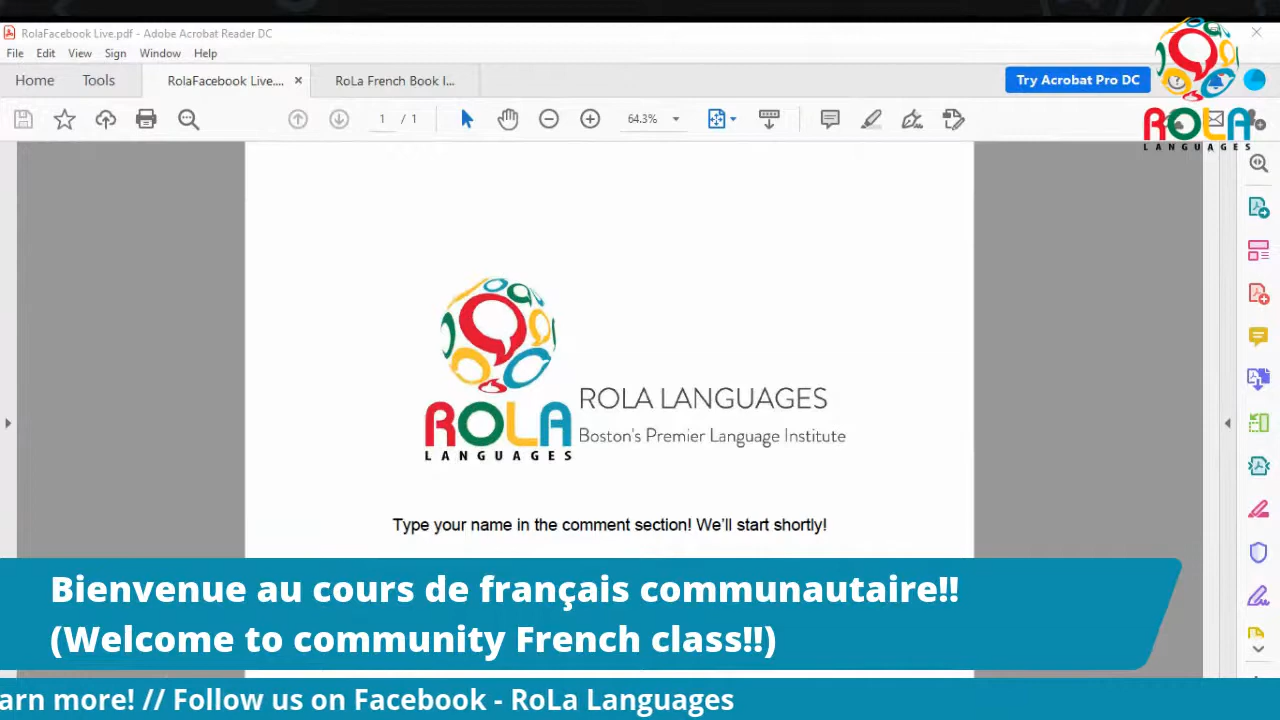 RolaFacebook Live.pdf - Adobe Acrobat Reader DC
File Edit View Sign Window Help
Home Tools RolaFacebook Live.... × RoLa French Book I... Try Acrobat Pro DC
1 / 1 64.3%
ROLA
LANGUAGES
ROLA LANGUAGES
Boston's Premier Language Institute
ROLA
LANGUAGES
Type your name in the comment section! We'll start shortly!
Bienvenue au cours de français communautaire!!
(Welcome to community French class!!)
earn more! // Follow us on Facebook - RoLa Languages